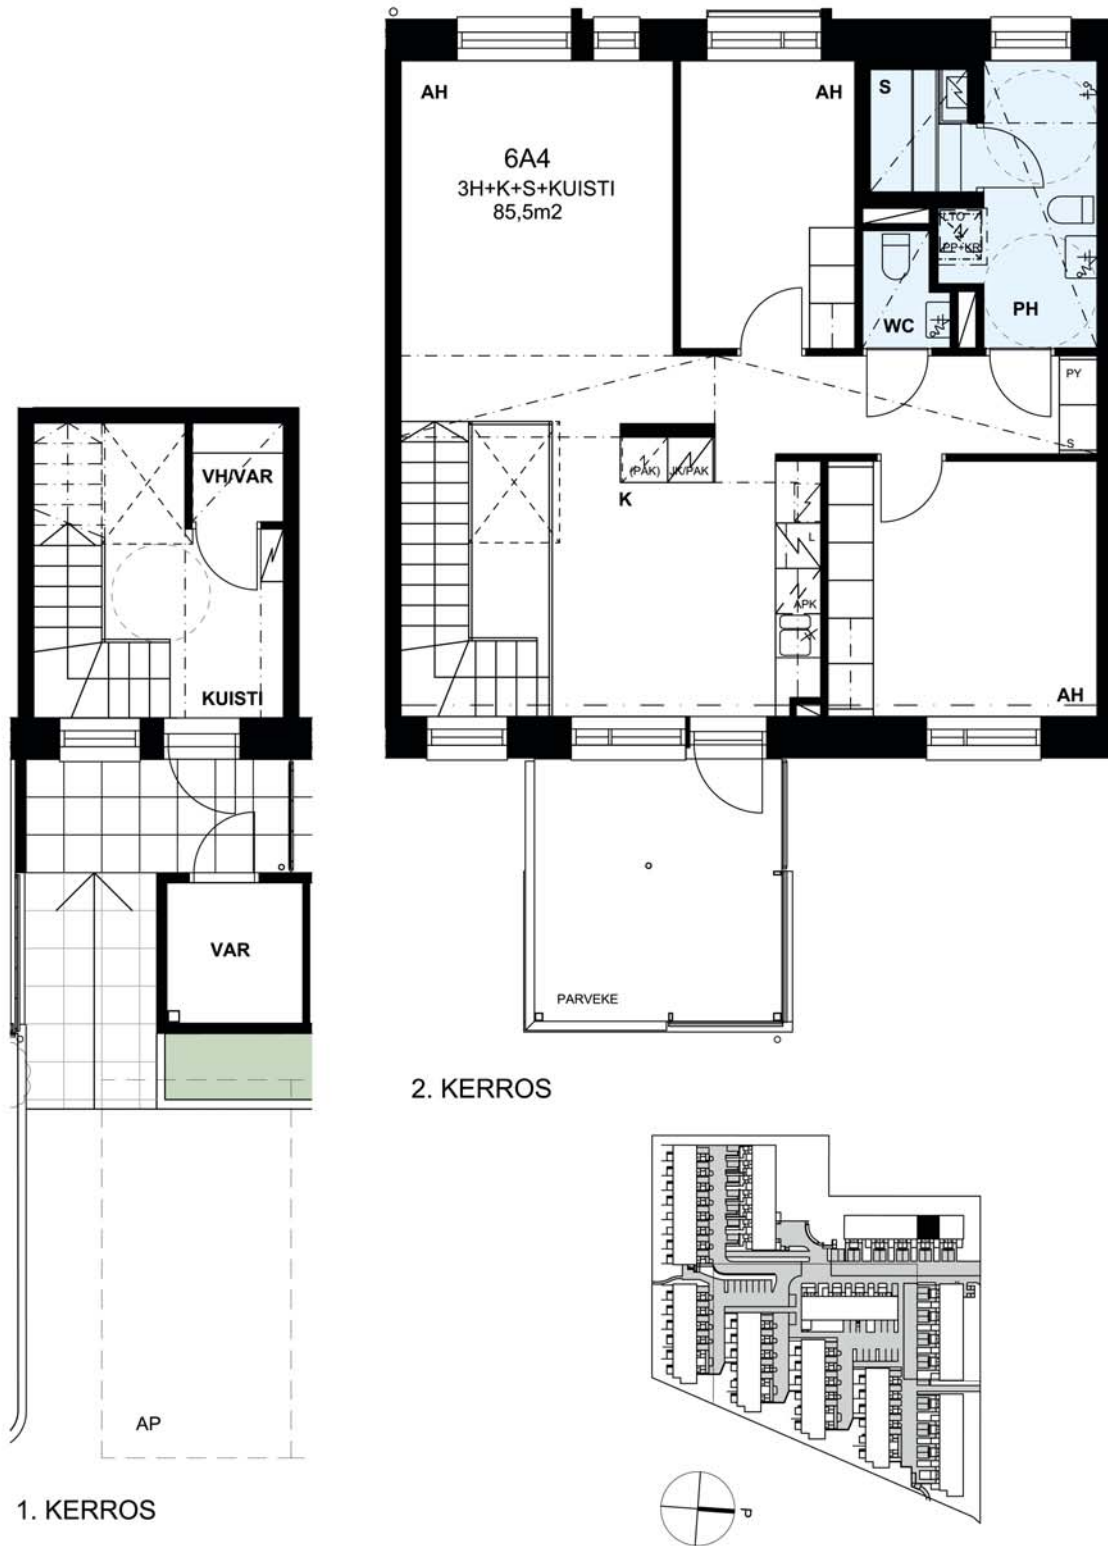 AH
6A4
3H+K+S+KUISTI
85,5m2
AH
S
LTO
PP+KR
WC
PH
PY
S
(PAK)
JK/PAK
K
L
APK
AH
PARVEKE
2. KERROS
VH/VAR
KUISTI
VAR
AP
1. KERROS
P